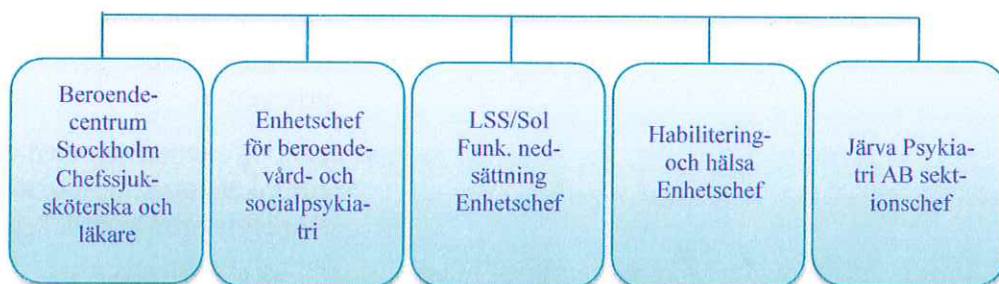 Beroende-
centrum
Stockholm
Chefssjuk-
sköterska och
läkare
Enhetschef
för beroende-
vård- och
socialpsykia-
tri
LSS/Sol
Funk. ned-
sättning
Enhetschef
Habilitering-
och hälsa
Enhetschef
Järva Psykia-
tri AB sekt-
ionschef